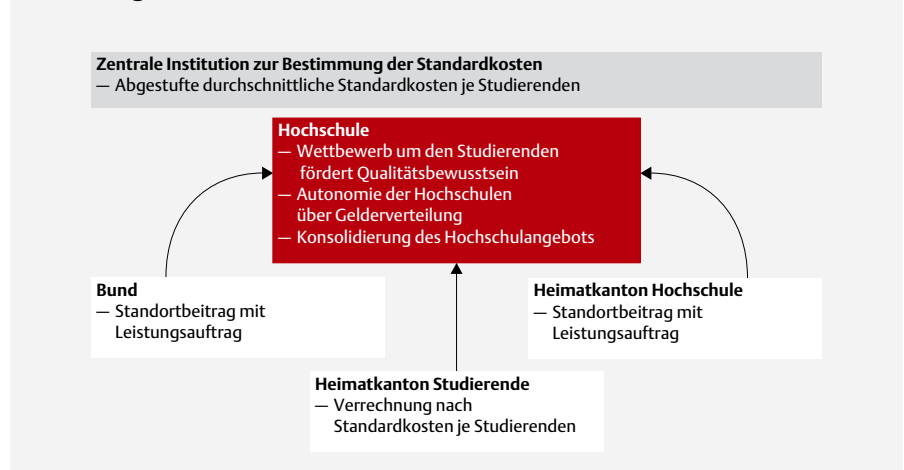 Zentrale Institution zur Bestimmung der Standardkosten
— Abgestufte durchschnittliche Standardkosten je Studierenden
Hochschule
— Wettbewerb um den Studierenden
fördert Qualitätsbewusstsein
— Autonomie der Hochschulen
über Gelderverteilung
— Konsolidierung des Hochschulangebots
Bund
— Standortbeitrag mit
Leistungsauftrag
Heimatkanton Hochschule
— Standortbeitrag mit
Leistungsauftrag
Heimatkanton Studierende
— Verrechnung nach
Standardkosten je Studierenden